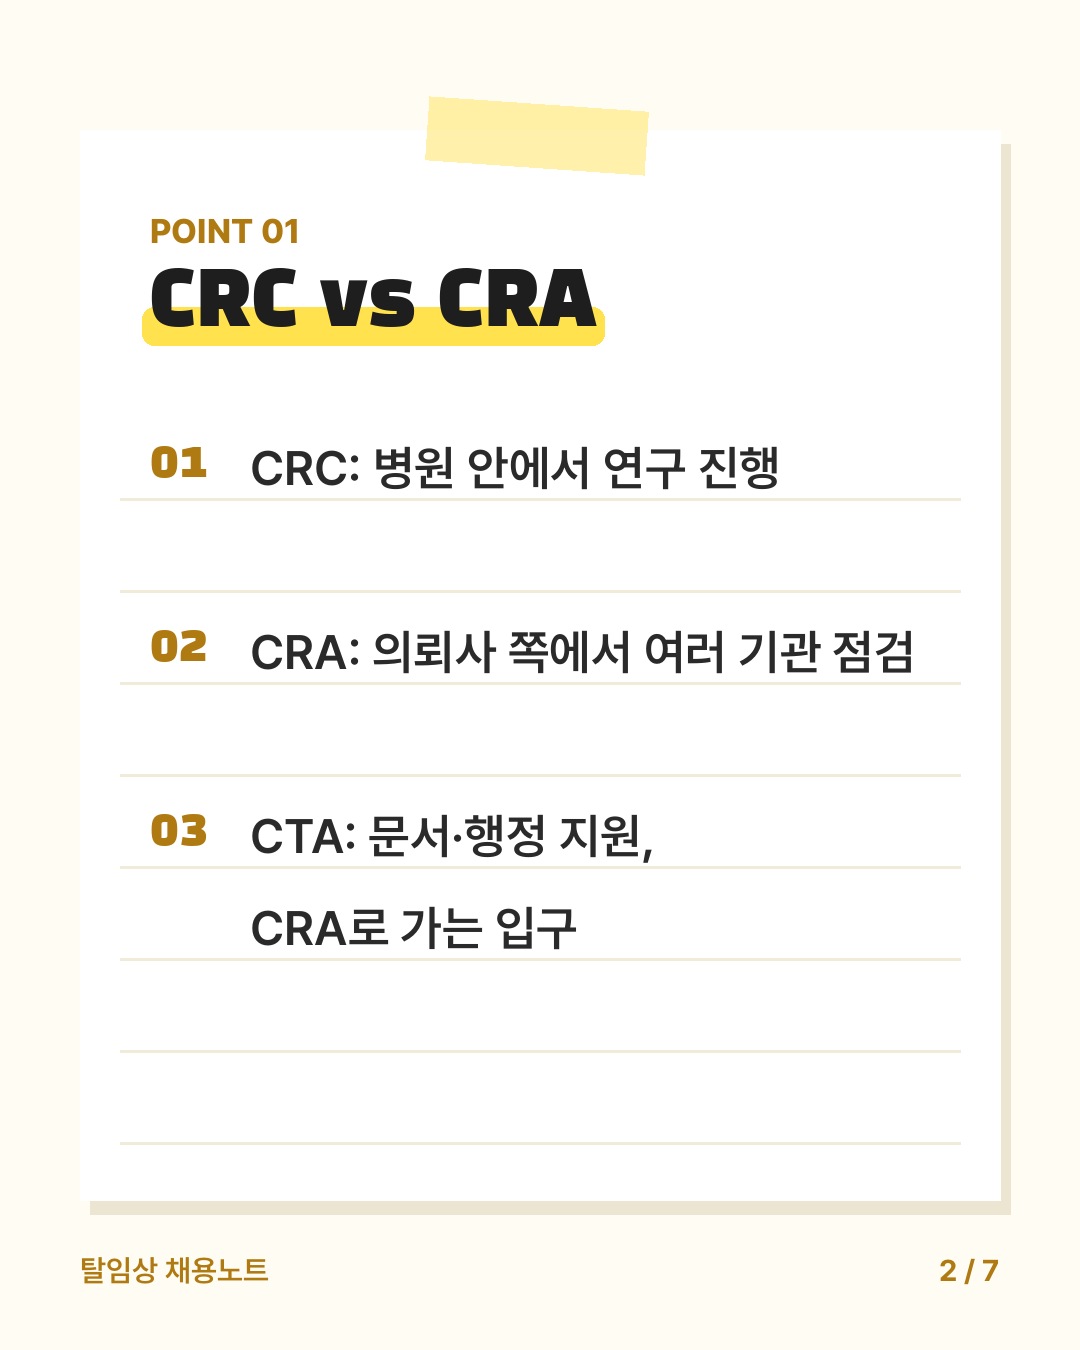 POINT 01
CRC vs CRA
01 CRC: 병원 안에서 연구 진행
02 CRA: 의뢰사 쪽에서 여러 기관 점검
03 CTA: 문서·행정 지원,
CRA로 가는 입구
탈임상 채용노트
2 / 7